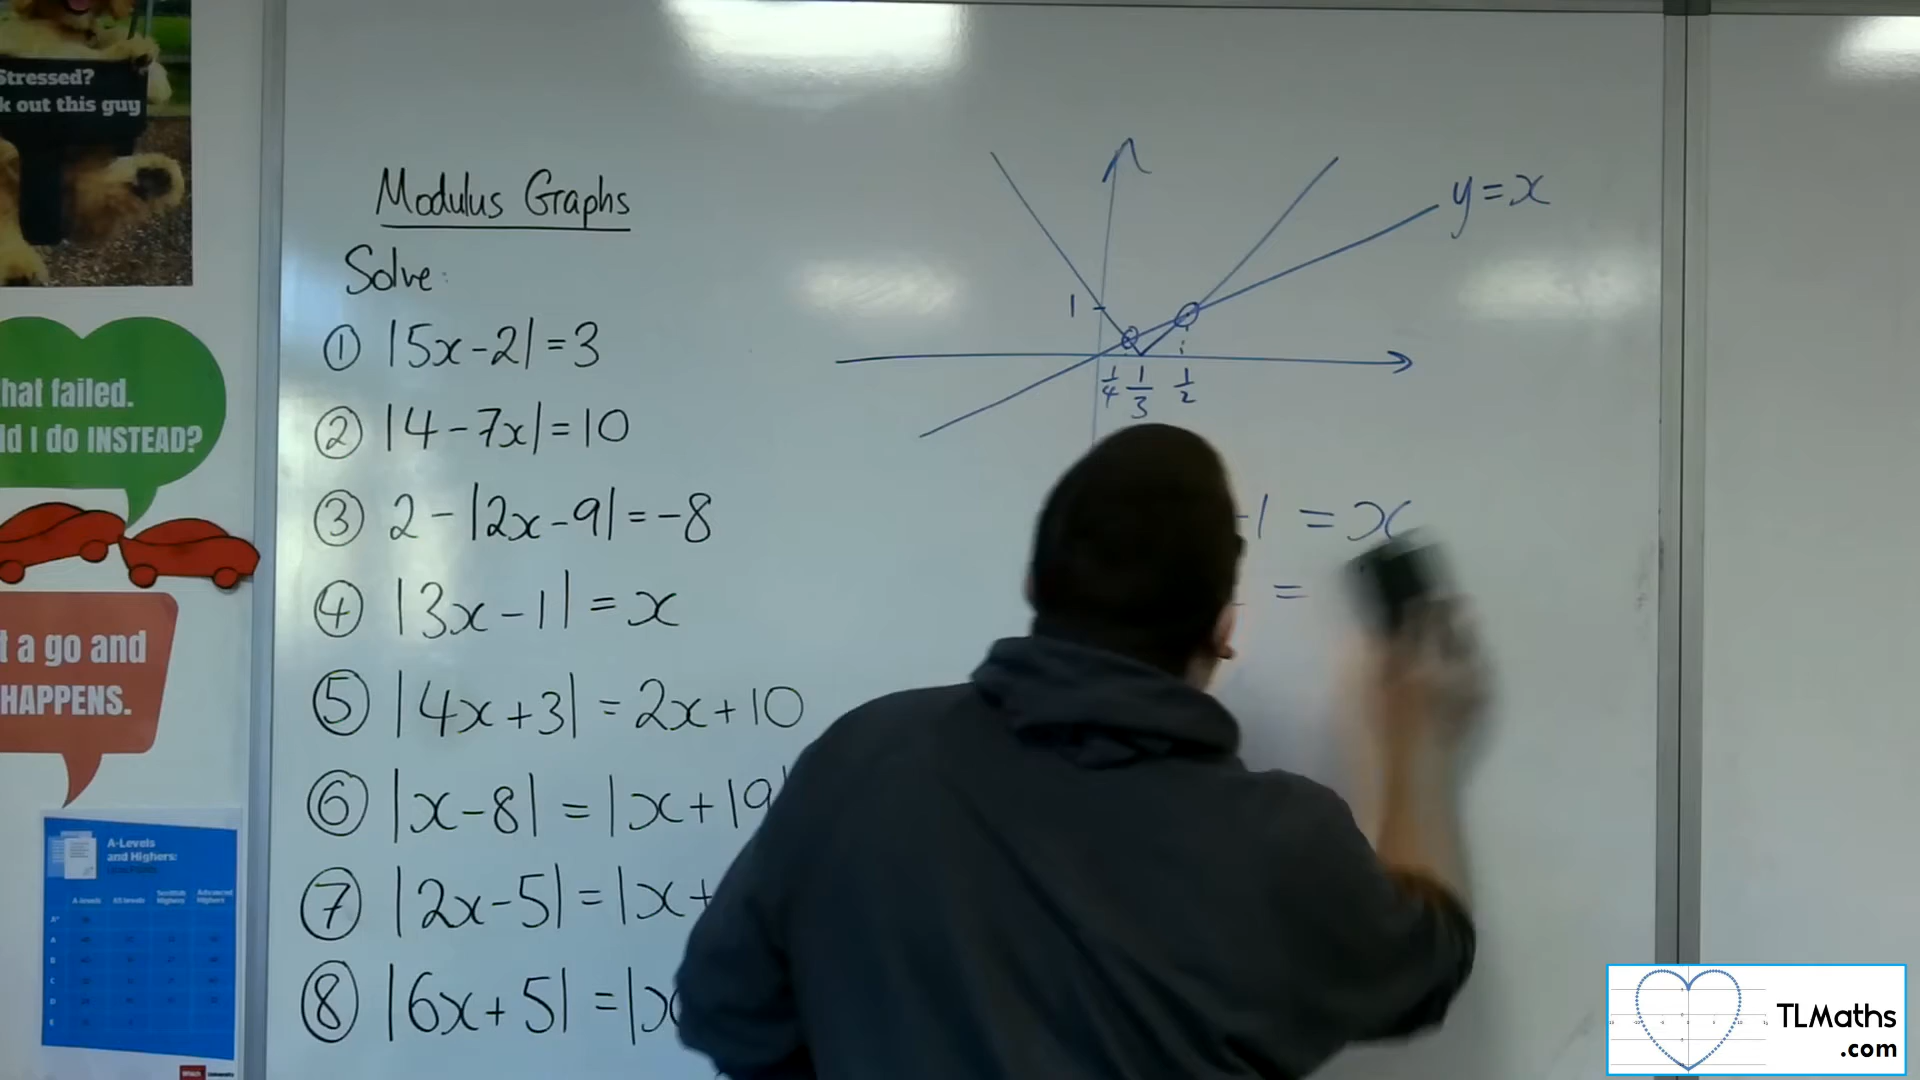 Stressed?
k out this guy
hat failed.
ld I do INSTEAD?
t a go and
HAPPENS.
A-Levels
and Highers:
Modulus Graphs
Solve:
① |5x-2|=3
② |4-7x|=10
③ 2-|2x-9|=-8
④ |3x-1|=x
⑤ |4x+3|=2x+10
⑥ |x-8|=|x+19|
⑦ |2x-5|=|x+
⑧ |6x+5|=|x
y=x
1
1/4 1/3 1/2
-1 = x
=
TLMaths
.com